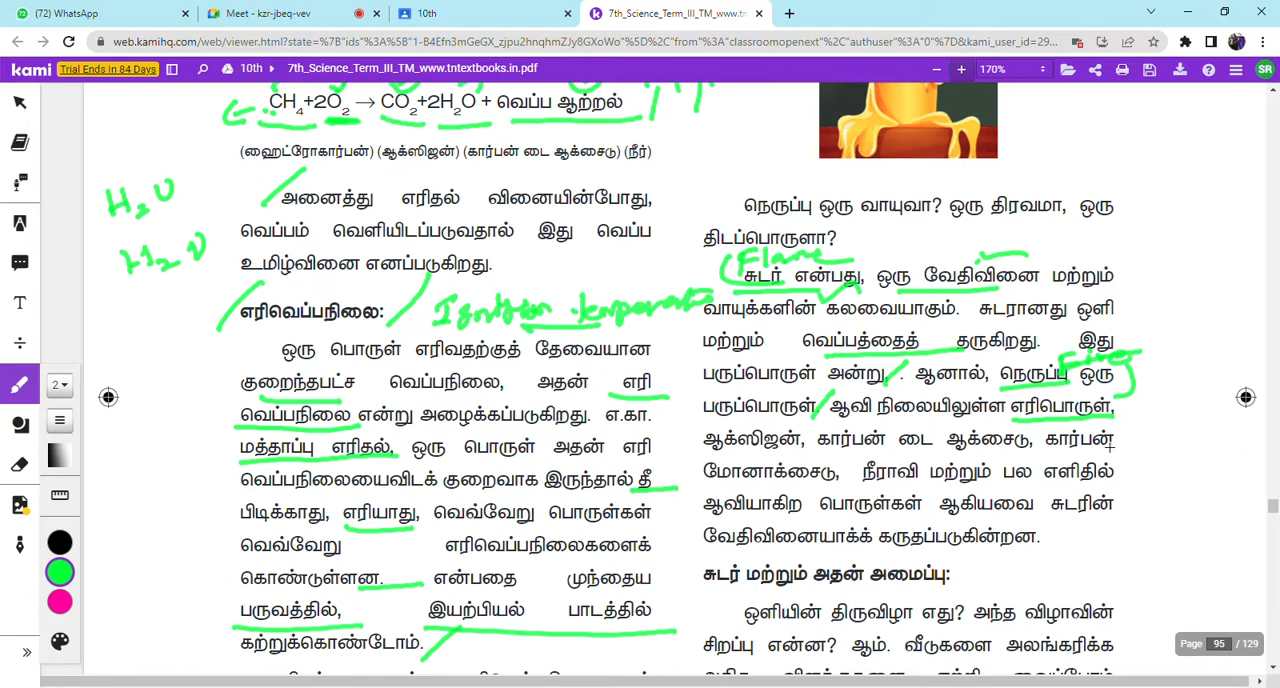 (72) WhatsApp
Meet - kzr-jbeq-vev
10th
7th_Science_Term_III_TM_www.tn
web.kamihq.com/web/viewer.html?state=%7B"ids"%3A%5B"1-B4Efn3mGeGX_zjpu2hnqhmZJy8GXoWo"%5D%2C"from"%3A"classroomopennext"%2C"authuser"%3A"0"%7D&kami_user_id=29...
kami
Trial Ends In 84 Days
10th
7th_Science_Term_III_TM_www.tntextbooks.in.pdf
170%
SR
CH4+2O2 → CO2+2H2O + வெப்ப ஆற்றல்
(ஹைட்ரோகார்பன்) (ஆக்ஸிஜன்) (கார்பன் டை ஆக்சைடு) (நீர்)
அனைத்து எரிதல் வினையின்போது,
வெப்பம் வெளியிடப்படுவதால் இது வெப்ப
உமிழ்வினை எனப்படுகிறது.
எரிவெப்பநிலை:
Ignition
ஒரு பொருள் எரிவதற்குத் தேவையான
குறைந்தபட்ச வெப்பநிலை, அதன் எரி
வெப்பநிலை என்று அழைக்கப்படுகிறது. எ.கா.
மத்தாப்பு எரிதல், ஒரு பொருள் அதன் எரி
வெப்பநிலையைவிடக் குறைவாக இருந்தால் தீ
பிடிக்காது, எரியாது, வெவ்வேறு பொருள்கள்
வெவ்வேறு எரிவெப்பநிலைகளைக்
கொண்டுள்ளன. என்பதை முந்தைய
பருவத்தில், இயற்பியல் பாடத்தில்
கற்றுக்கொண்டோம்.
நெருப்பு ஒரு வாயுவா? ஒரு திரவமா, ஒரு
திடப்பொருளா?
Flame
சுடர் என்பது, ஒரு வேதிவினை மற்றும்
வாயுக்களின் கலவையாகும். சுடரானது ஒளி
மற்றும் வெப்பத்தைத் தருகிறது. இது
பருப்பொருள் அன்று, . ஆனால், நெருப்பு ஒரு
பருப்பொருள். ஆவி நிலையிலுள்ள எரிபொருள்,
ஆக்ஸிஜன், கார்பன் டை ஆக்சைடு, கார்பன்
மோனாக்சைடு, நீராவி மற்றும் பல எளிதில்
ஆவியாகிற பொருள்கள் ஆகியவை சுடரின்
வேதிவினையாக்க் கருதப்படுகின்றன.
சுடர் மற்றும் அதன் அமைப்பு:
ஒளியின் திருவிழா எது? அந்த விழாவின்
சிறப்பு என்ன? ஆம். வீடுகளை அலங்கரிக்க
Page 95 / 129
2